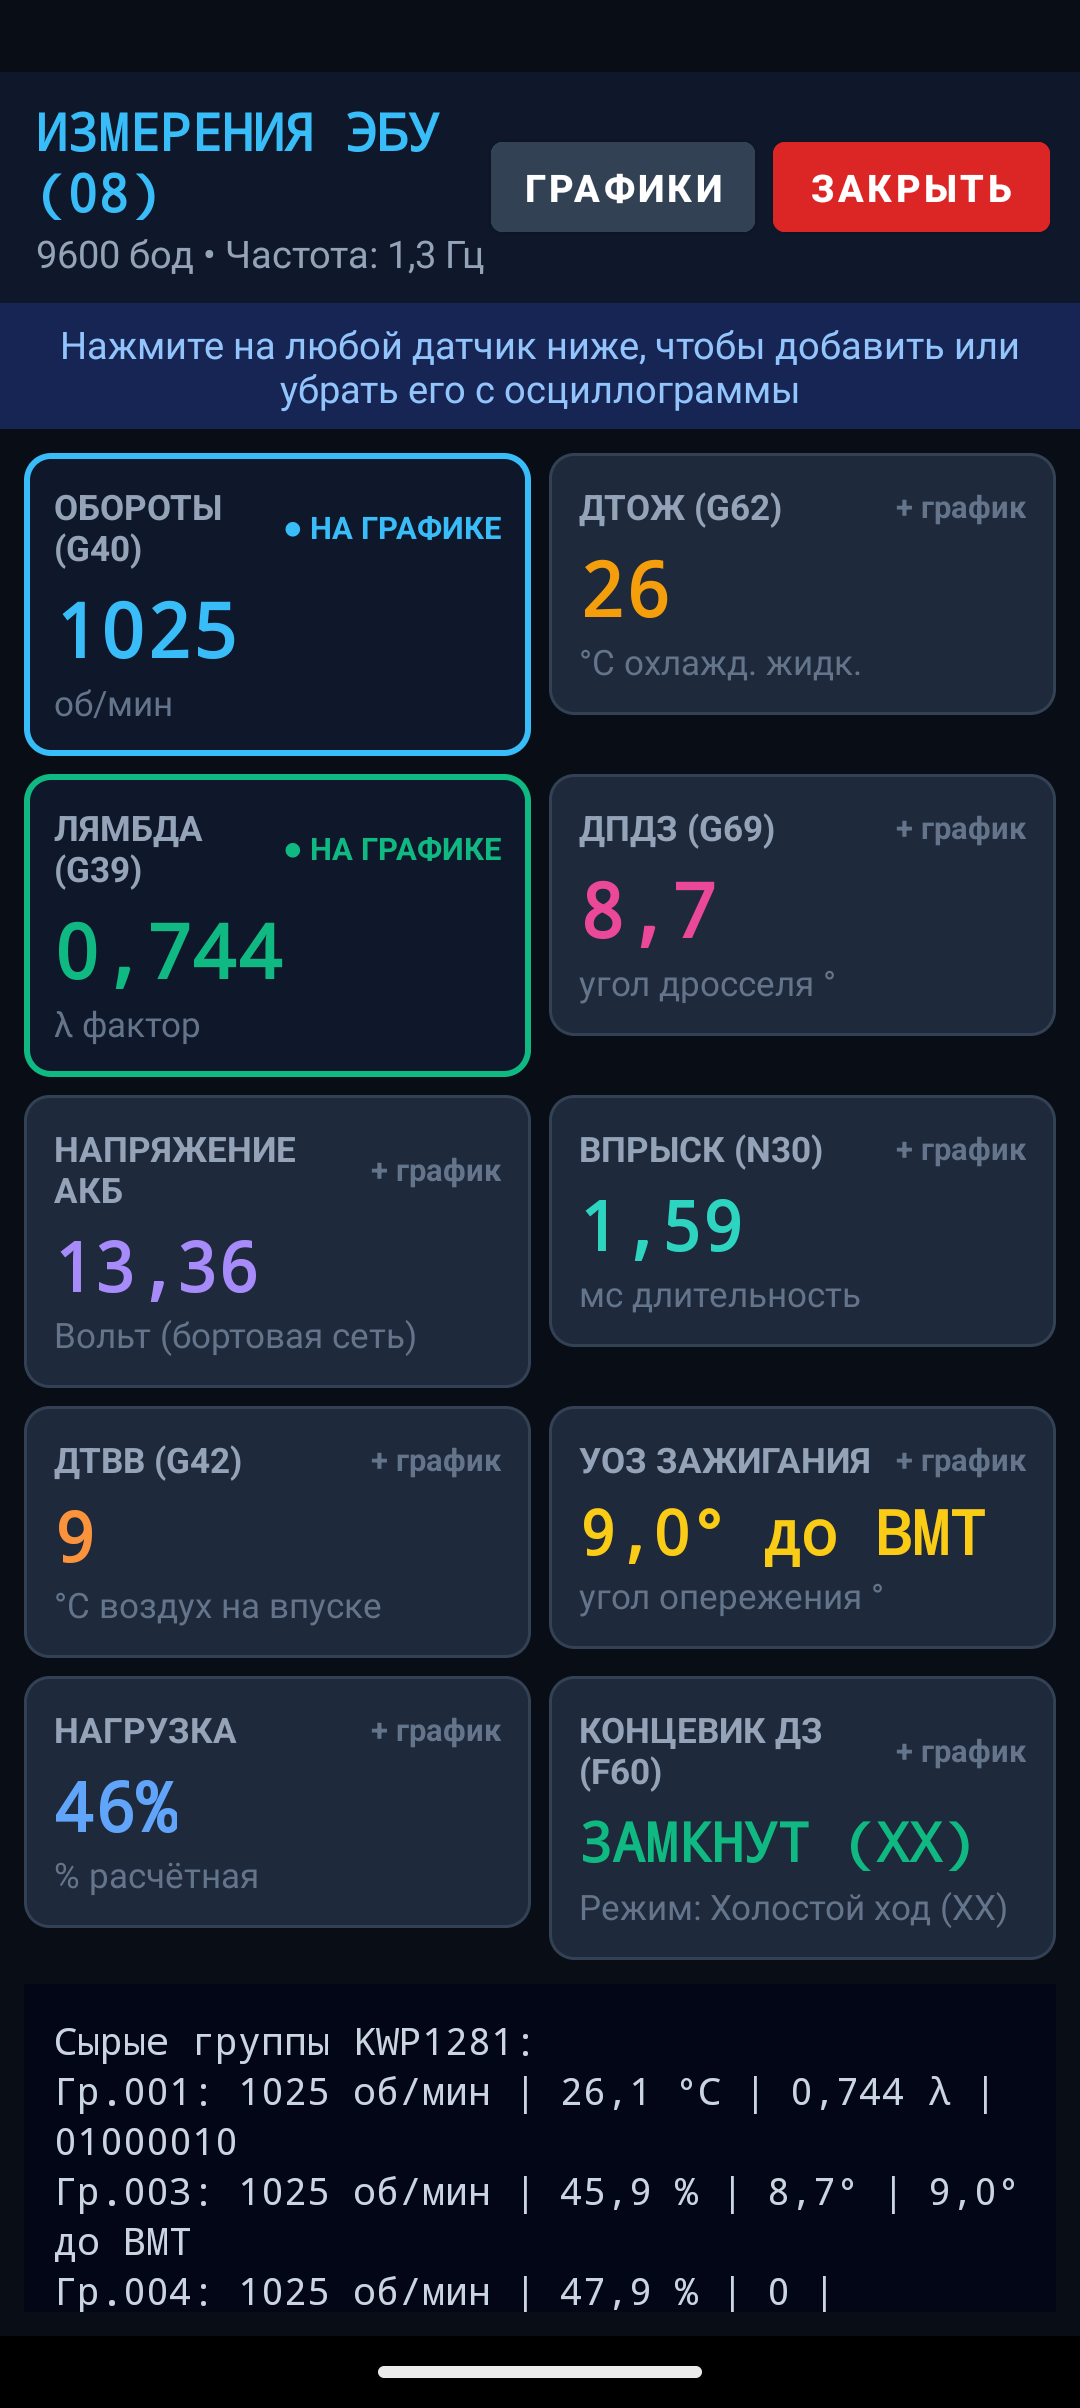 ИЗМЕРЕНИЯ ЭБУ
(08)
9600 бод • Частота: 1,3 Гц
ГРАФИКИ
ЗАКРЫТЬ
Нажмите на любой датчик ниже, чтобы добавить или
убрать его с осциллограммы
ОБОРОТЫ
(G40)
● НА ГРАФИКЕ
1025
об/мин
ДТОЖ (G62)
+ график
26
°C охлажд. жидк.
ЛЯМБДА
(G39)
● НА ГРАФИКЕ
0,744
λ фактор
ДПДЗ (G69)
+ график
8,7
угол дросселя °
НАПРЯЖЕНИЕ
АКБ
+ график
13,36
Вольт (бортовая сеть)
ВПРЫСК (N30)
+ график
1,59
мс длительность
ДТВВ (G42)
+ график
9
°C воздух на впуске
УОЗ ЗАЖИГАНИЯ
+ график
9,0° до ВМТ
угол опережения °
НАГРУЗКА
+ график
46%
% расчётная
КОНЦЕВИК ДЗ
(F60)
+ график
ЗАМКНУТ (ХХ)
Режим: Холостой ход (ХХ)
Сырые группы KWP1281:
Гр.001: 1025 об/мин | 26,1 °C | 0,744 λ |
01000010
Гр.003: 1025 об/мин | 45,9 % | 8,7° | 9,0°
до ВМТ
Гр.004: 1025 об/мин | 47,9 % | 0 |